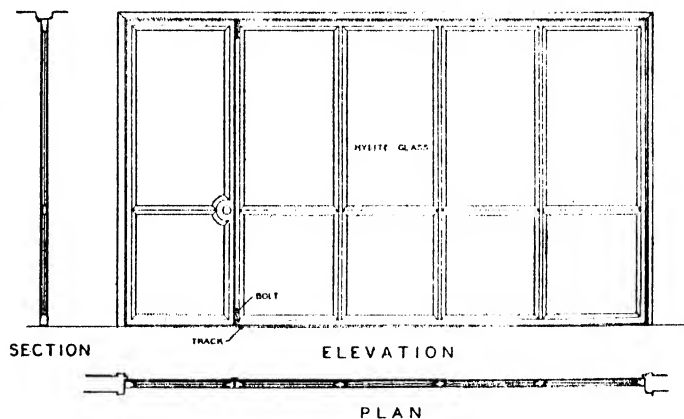 HYLITE GLASS
BOLT
TRACK
SECTION
ELEVATION
PLAN